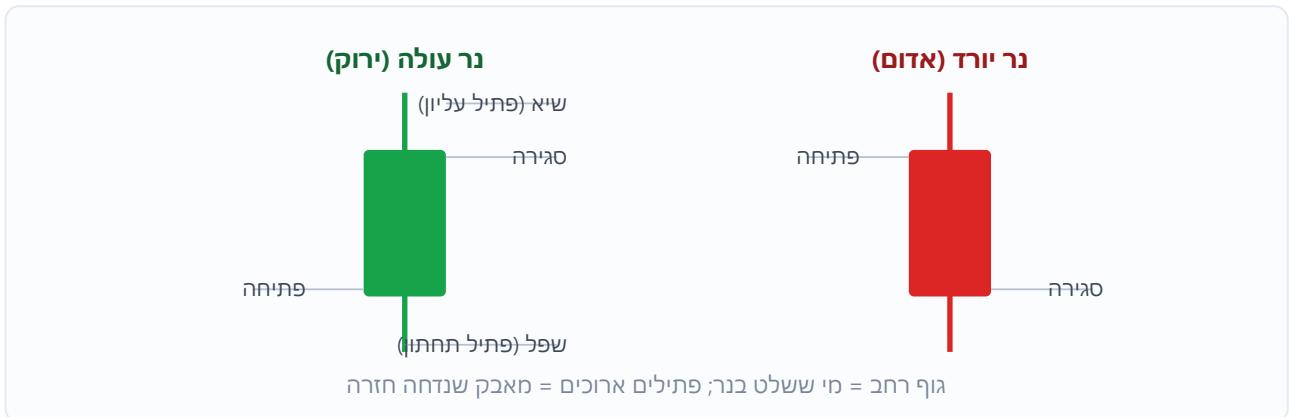 נר יורד (אדום)
נר עולה (ירוק)
שיא (פתיל עליון)
פתיחה
סגירה
סגירה
פתיחה
שפל (פתיל תחתון)
גוף רחב = מי ששלט בנר; פתילים ארוכים = מאבק שנדחה חזרה